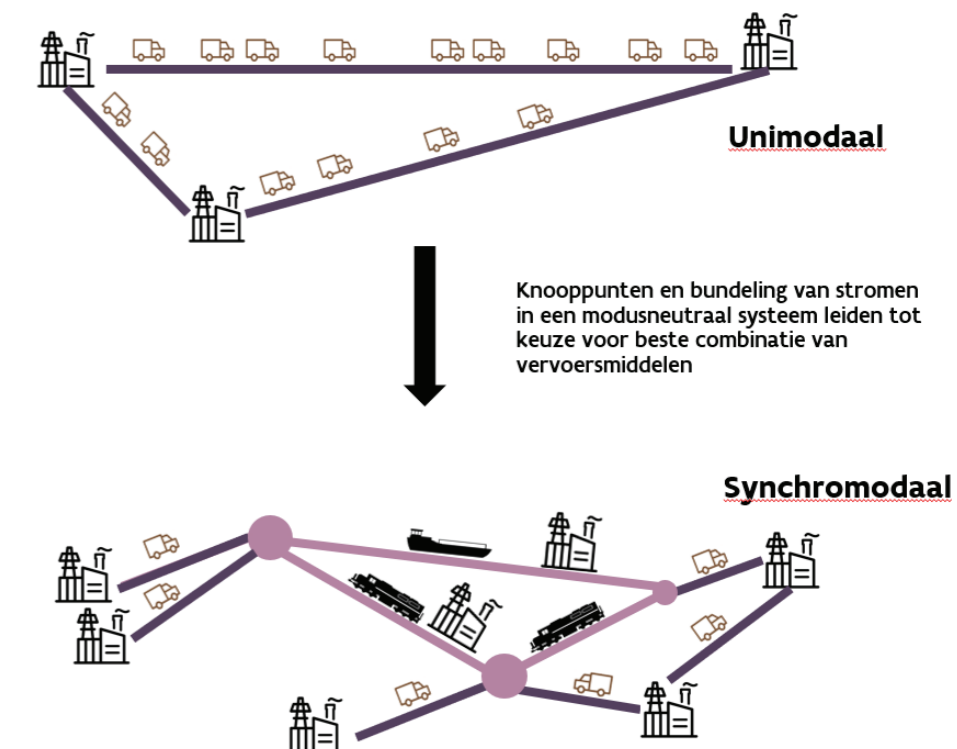 Unimodaal
Knooppunten en bundeling van stromen
in een modusneutraal systeem leiden tot
keuze voor beste combinatie van
vervoersmiddelen
Synchromodaal